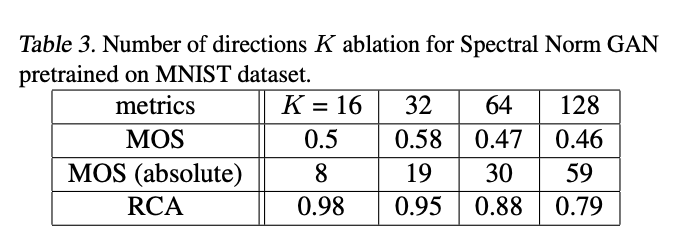 Table 3. Number of directions K ablation for Spectral Norm GAN
pretrained on MNIST dataset.
metrics K = 16 32 64 128
MOS 0.5 0.58 0.47 0.46
MOS (absolute) 8 19 30 59
RCA 0.98 0.95 0.88 0.79